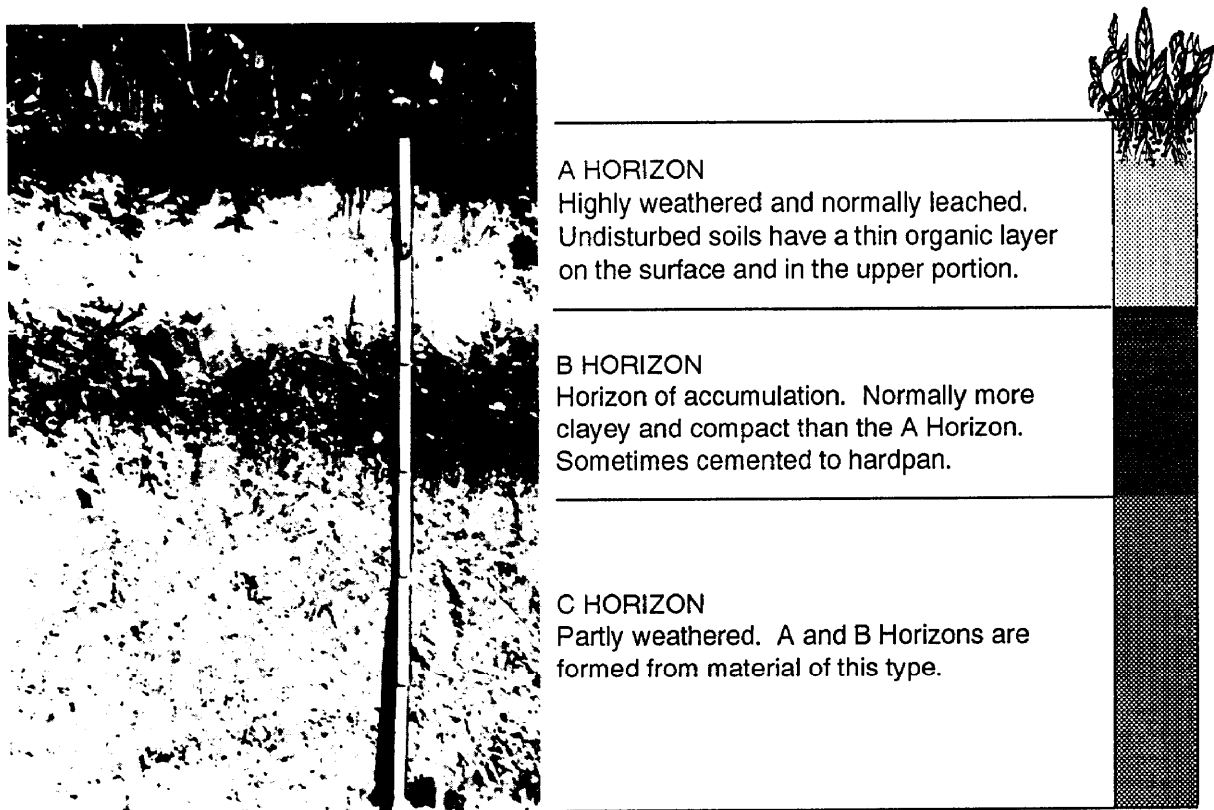 A HORIZON
Highly weathered and normally leached.
Undisturbed soils have a thin organic layer
on the surface and in the upper portion.
B HORIZON
Horizon of accumulation. Normally more
clayey and compact than the A Horizon.
Sometimes cemented to hardpan.
C HORIZON
Partly weathered. A and B Horizons are
formed from material of this type.